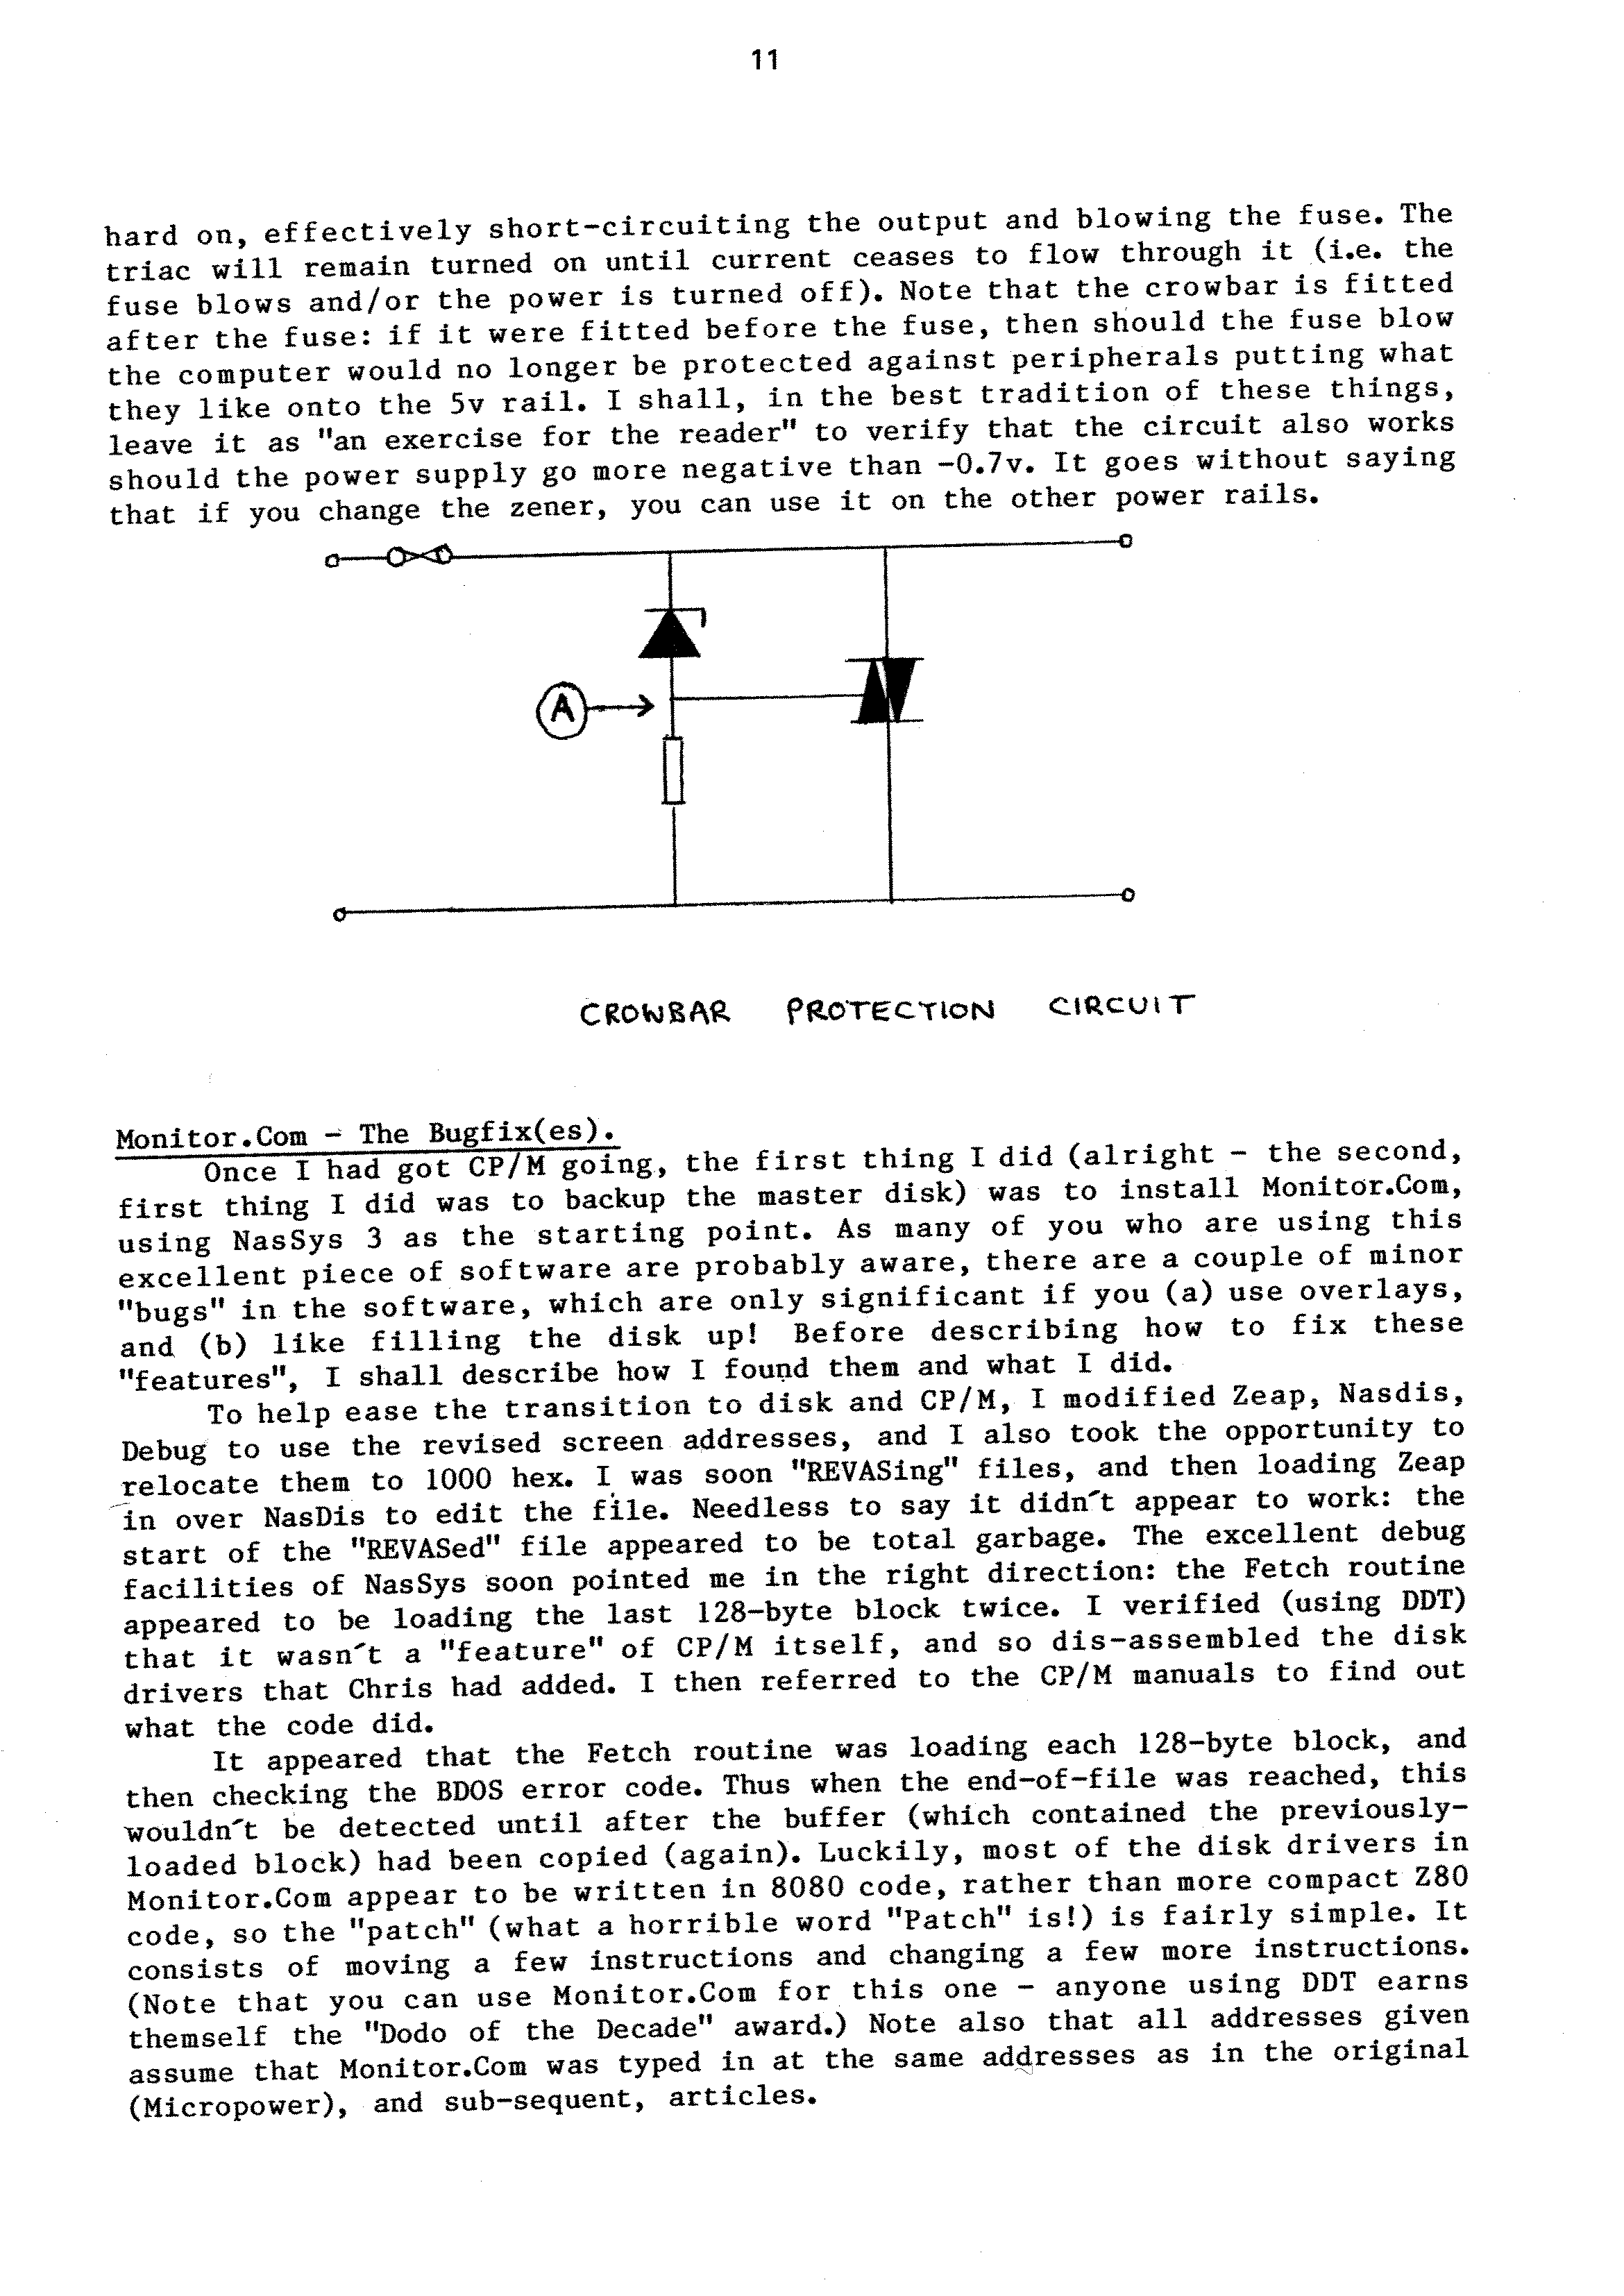 11
hard on, effectively short-circuiting the output and blowing the fuse. The
triac will remain turned on until current ceases to flow through it (i.e. the
fuse blows and/or the power is turned off). Note that the crowbar is fitted
after the fuse: if it were fitted before the fuse, then should the fuse blow
the computer would no longer be protected against peripherals putting what
they like onto the 5v rail. I shall, in the best tradition of these things,
leave it as "an exercise for the reader" to verify that the circuit also works
should the power supply go more negative than -0.7v. It goes without saying
that if you change the zener, you can use it on the other power rails.
A
CROWBAR PROTECTION CIRCUIT
Monitor.Com - The Bugfix(es).
Once I had got CP/M going, the first thing I did (alright - the second,
first thing I did was to backup the master disk) was to install Monitor.Com,
using NasSys 3 as the starting point. As many of you who are using this
excellent piece of software are probably aware, there are a couple of minor
"bugs" in the software, which are only significant if you (a) use overlays,
and (b) like filling the disk up! Before describing how to fix these
"features", I shall describe how I found them and what I did.
To help ease the transition to disk and CP/M, I modified Zeap, Nasdis,
Debug to use the revised screen addresses, and I also took the opportunity to
relocate them to 1000 hex. I was soon "REVASing" files, and then loading Zeap
in over NasDis to edit the file. Needless to say it didn't appear to work: the
start of the "REVASed" file appeared to be total garbage. The excellent debug
facilities of NasSys soon pointed me in the right direction: the Fetch routine
appeared to be loading the last 128-byte block twice. I verified (using DDT)
that it wasn't a "feature" of CP/M itself, and so dis-assembled the disk
drivers that Chris had added. I then referred to the CP/M manuals to find out
what the code did.
It appeared that the Fetch routine was loading each 128-byte block, and
then checking the BDOS error code. Thus when the end-of-file was reached, this
wouldn't be detected until after the buffer (which contained the previously-
loaded block) had been copied (again). Luckily, most of the disk drivers in
Monitor.Com appear to be written in 8080 code, rather than more compact Z80
code, so the "patch" (what a horrible word "Patch" is!) is fairly simple. It
consists of moving a few instructions and changing a few more instructions.
(Note that you can use Monitor.Com for this one - anyone using DDT earns
themself the "Dodo of the Decade" award.) Note also that all addresses given
assume that Monitor.Com was typed in at the same addresses as in the original
(Micropower), and sub-sequent, articles.